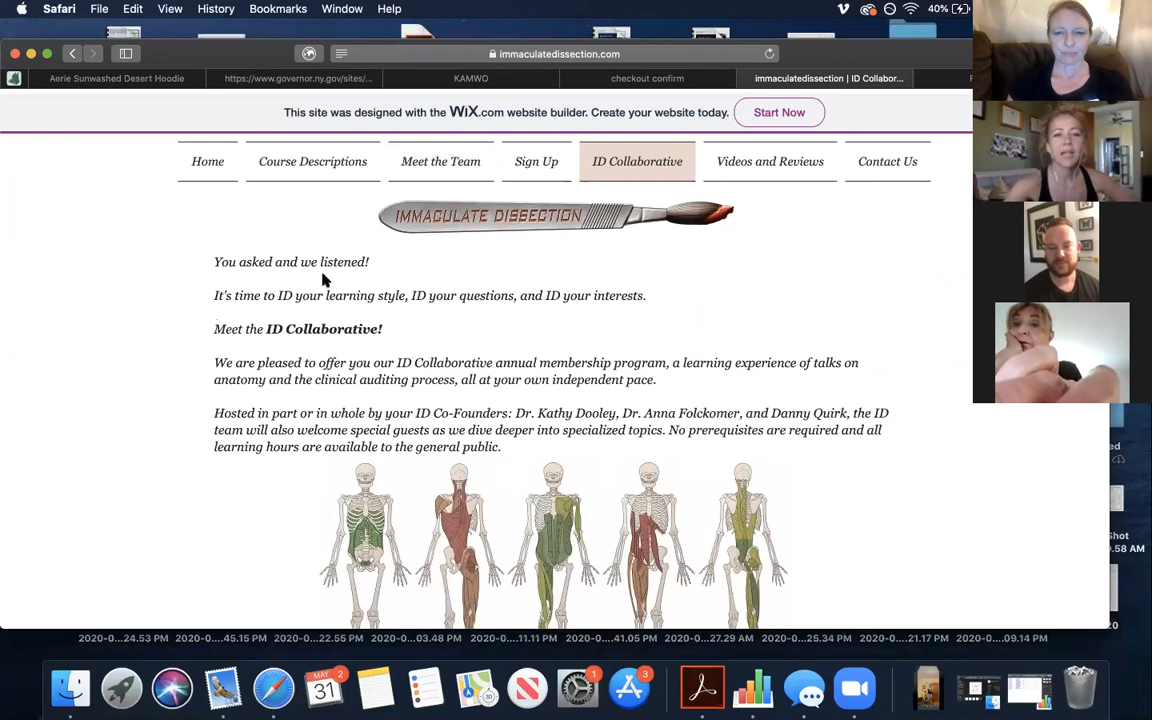 Safari File Edit View History Bookmarks Window Help 40%
immaculatedissection.com
Aerie Sunwashed Desert Hoodie https://www.governor.ny.gov/sites/... KAMWO checkout confirm immaculatedissection | ID Collabor...
This site was designed with the WiX.com website builder. Create your website today. Start Now
Home Course Descriptions Meet the Team Sign Up ID Collaborative Videos and Reviews Contact Us
IMMACULATE DISSECTION
You asked and we listened!
It's time to ID your learning style, ID your questions, and ID your interests.
Meet the ID Collaborative!
We are pleased to offer you our ID Collaborative annual membership program, a learning experience of talks on
anatomy and the clinical auditing process, all at your own independent pace.
Hosted in part or in whole by your ID Co-Founders: Dr. Kathy Dooley, Dr. Anna Folckomer, and Danny Quirk, the ID
team will also welcome special guests as we dive deeper into specialized topics. No prerequisites are required and all
learning hours are available to the general public.
ed
Shot
0.58 AM
20
2020-0...24.53 PM 2020-0....45.15 PM 2020-0....22.55 PM 2020-0...03.48 PM 2020-0....11.11 PM 2020-0...41.05 PM 2020-0...27.29 AM 2020-0...25.34 PM 2020-0...21.17 PM 2020-0...09.14 PM
MAY 2
31
1
3